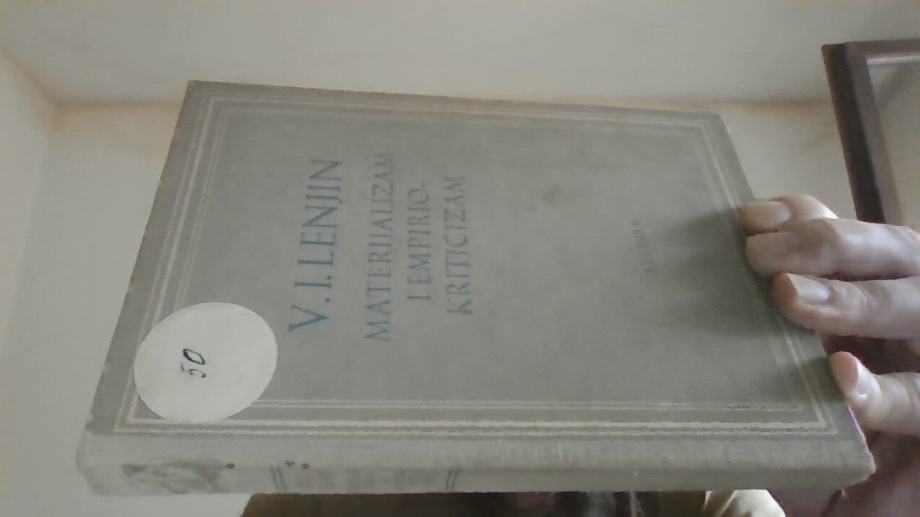 V. I. LENJIN
MATERIJALIZAM
I EMPIRIO-
KRITICIZAM
50